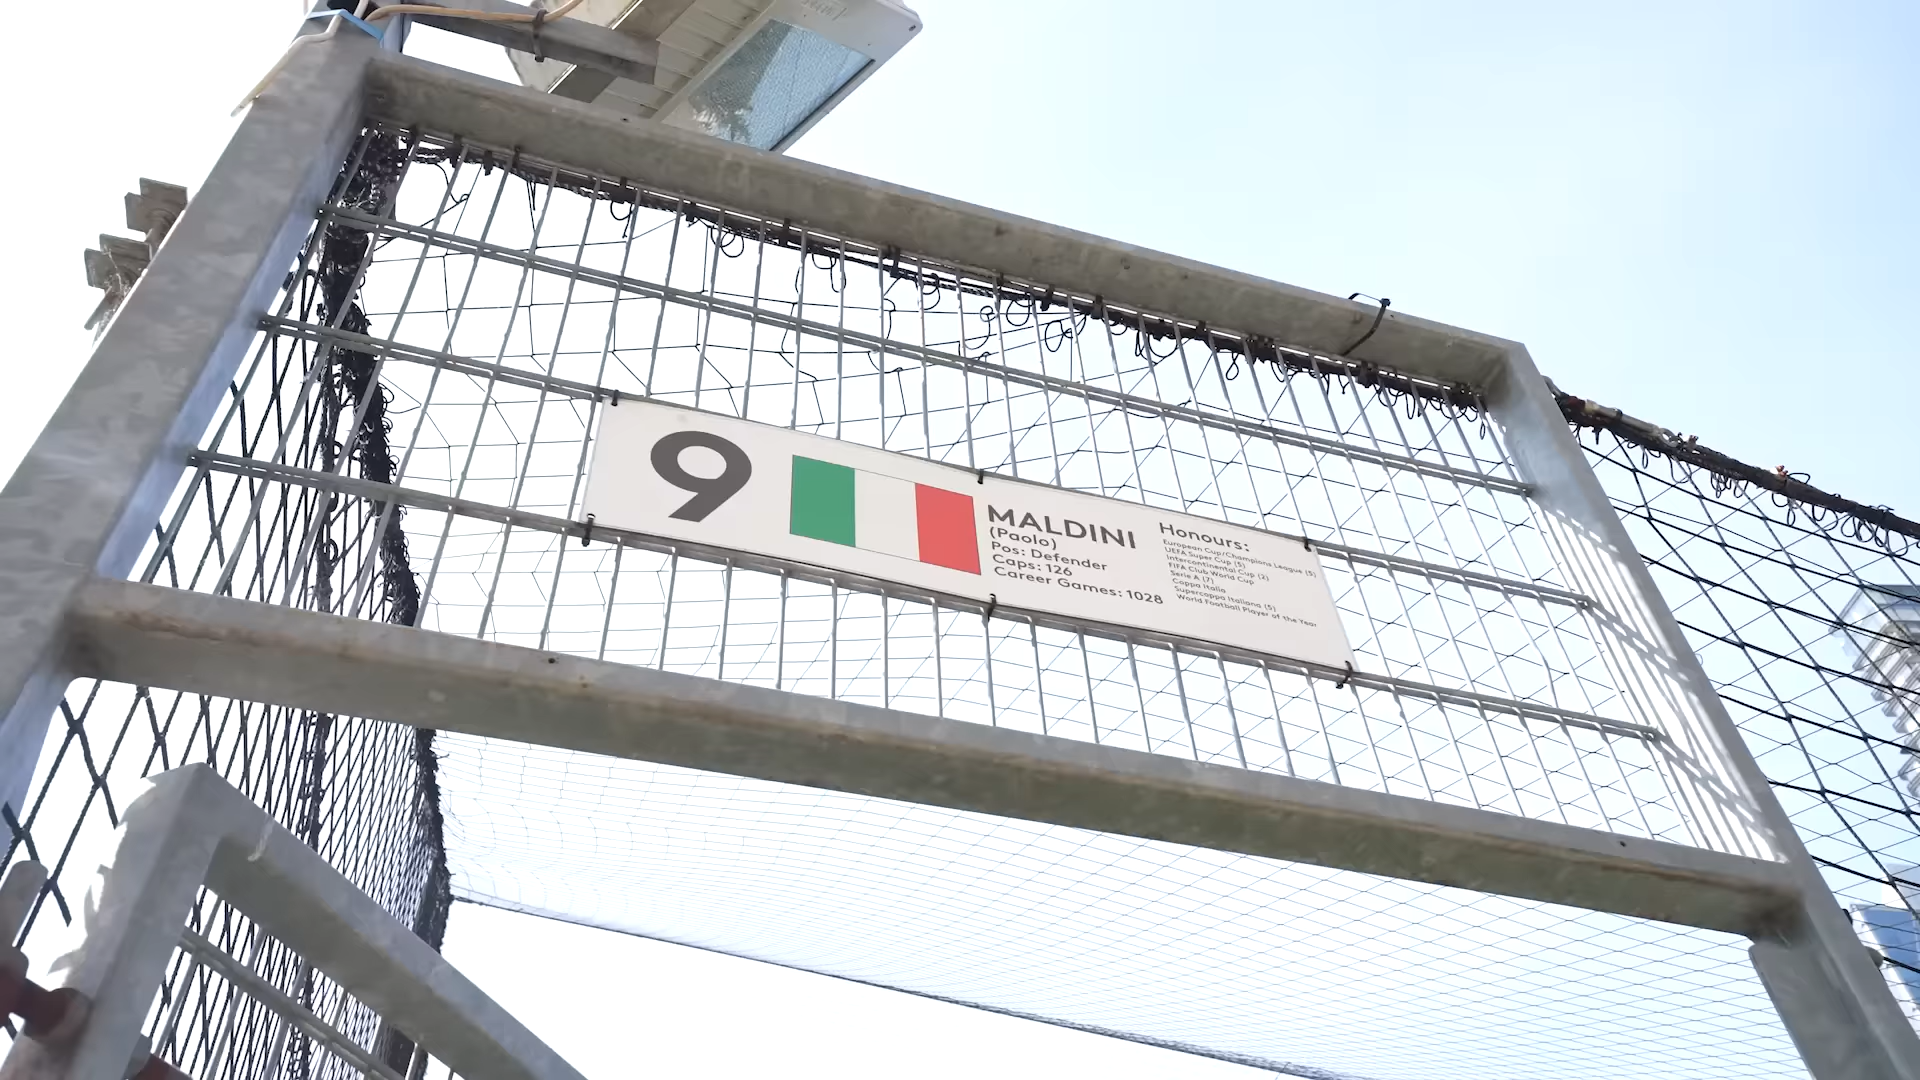 9
MALDINI
(Paolo)
Pos: Defender
Caps: 126
Career Games: 1028
Honours:
European Cup/Champions League (5)
UEFA Super Cup (5)
Intercontinental Cup (2)
FIFA Club World Cup
Serie A (7)
Coppa Italia
Supercoppa Italiana (5)
World Football Player of the Year